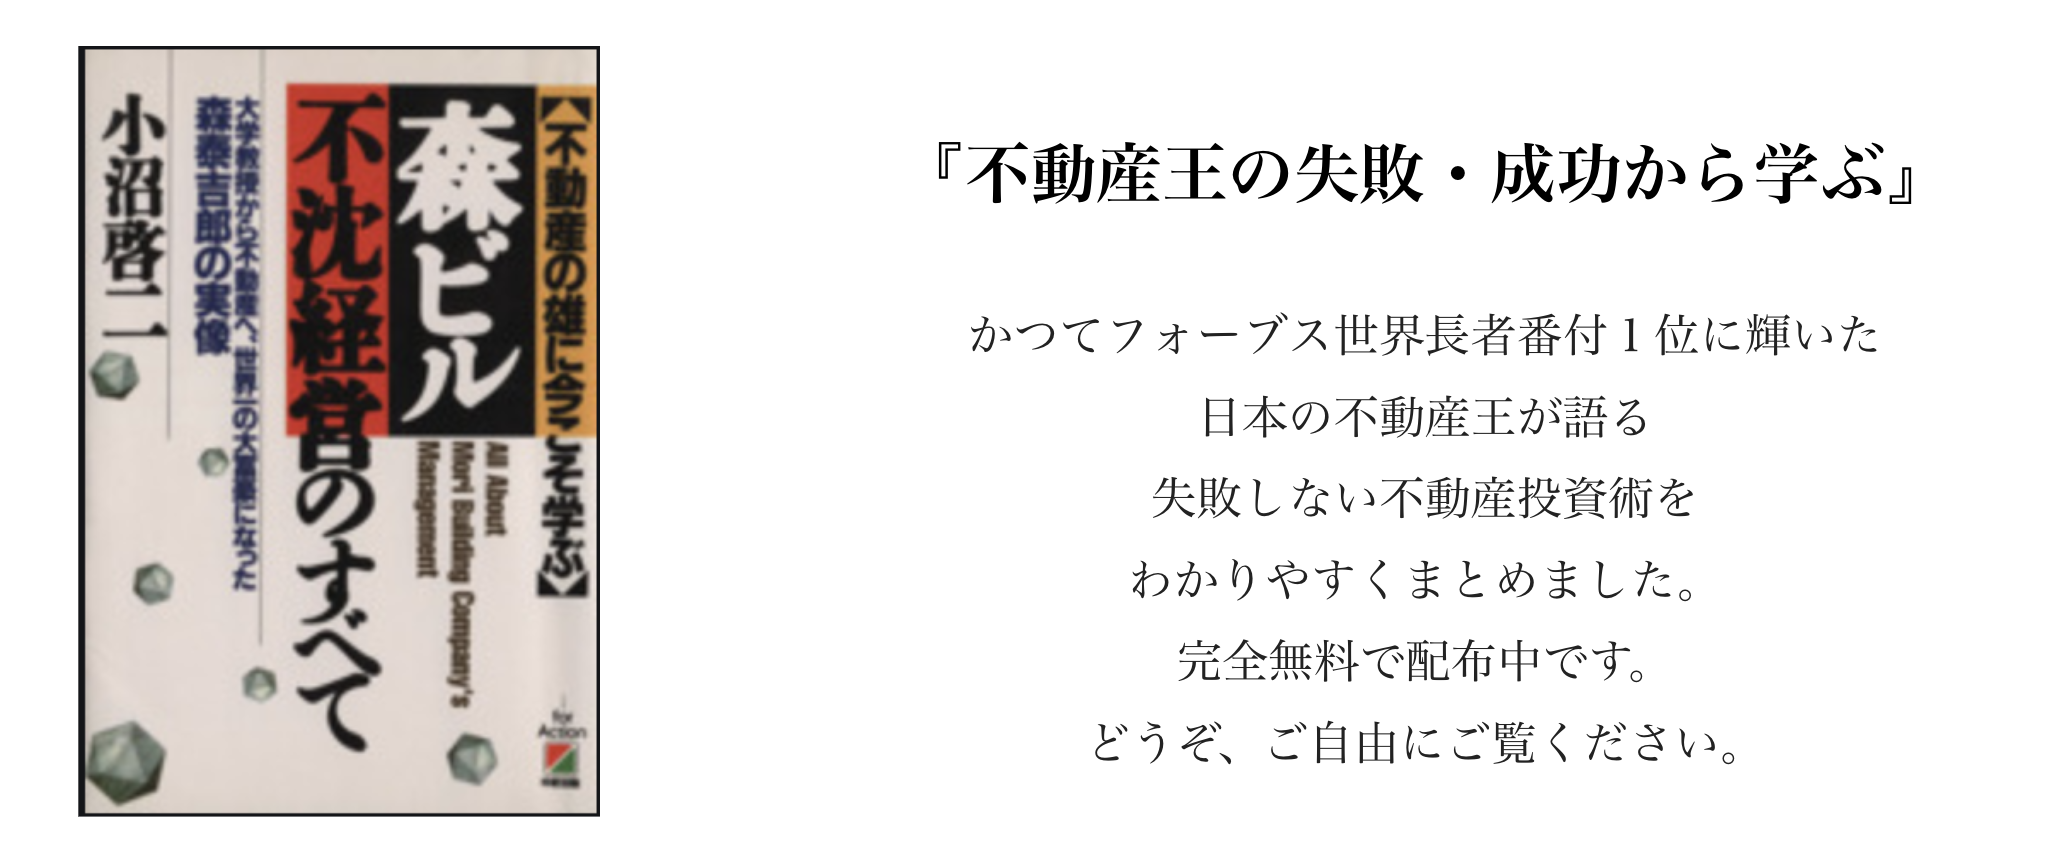 【不動産の雄に今こそ学ぶ】
森ビル
不沈経営のすべて
All About
Mori Building Company's
Management
大学教授から不動産へ。世界一の大富豪になった
森泰吉郎の実像
小沼啓二
for
Action
『不動産王の失敗・成功から学ぶ』
かつてフォーブス世界長者番付1位に輝いた
日本の不動産王が語る
失敗しない不動産投資術を
わかりやすくまとめました。
完全無料で配布中です。
どうぞ、ご自由にご覧ください。